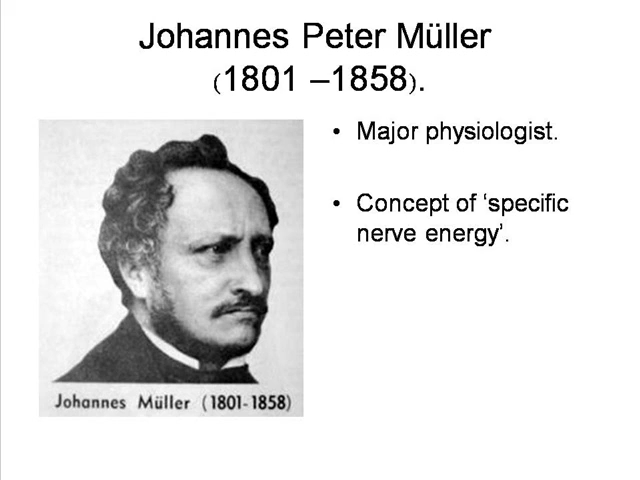 Johannes Peter Müller
(1801 –1858).
• Major physiologist.
• Concept of ‘specific
nerve energy’.
Johannes Müller (1801-1858)